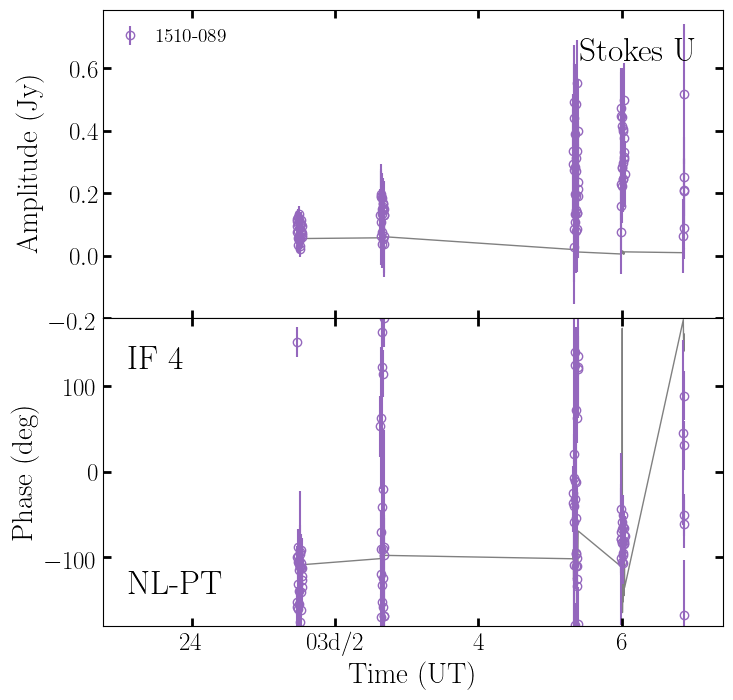 1510-089
Stokes U
Amplitude (Jy)
0.6
0.4
0.2
0.0
−0.2
IF 4
Phase (deg)
100
0
−100
NL-PT
24 03d/2 4 6
Time (UT)